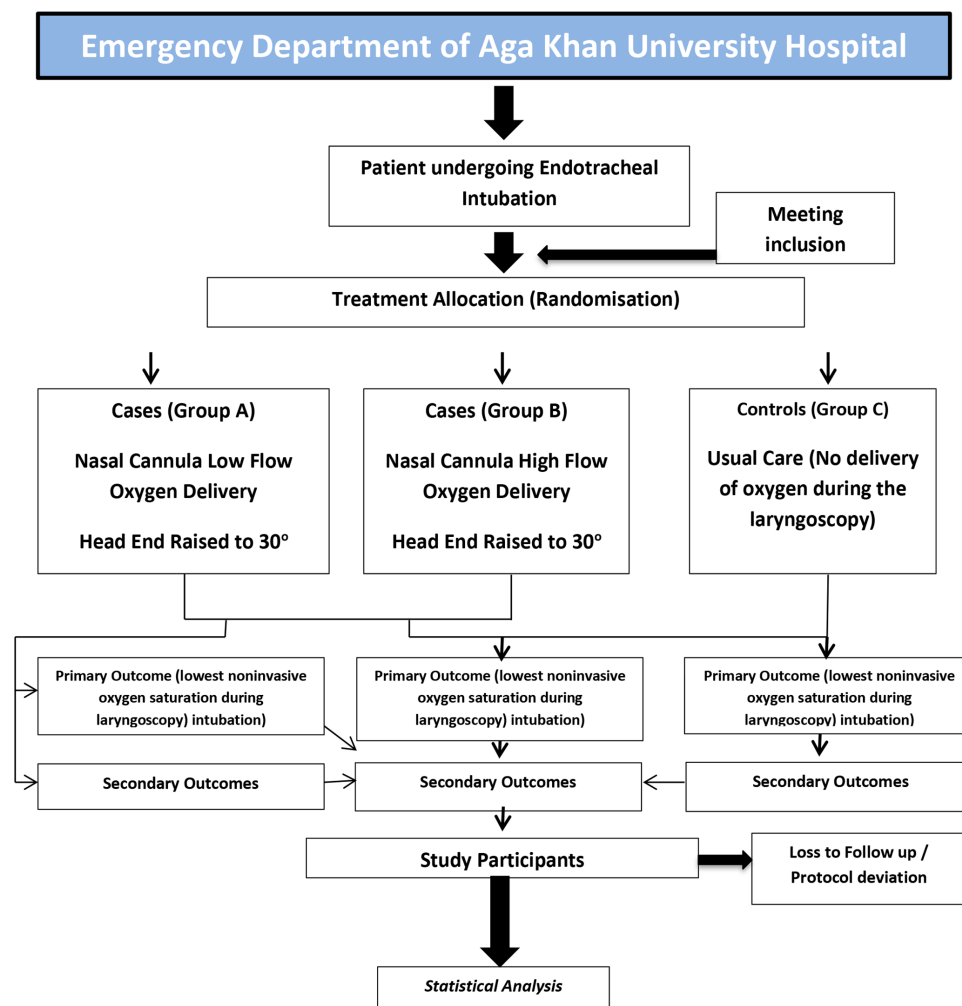 Emergency Department of Aga Khan University Hospital
Patient undergoing Endotracheal
Intubation
Meeting
inclusion
Treatment Allocation (Randomisation)
Cases (Group A)
Nasal Cannula Low Flow
Oxygen Delivery
Head End Raised to 30°
Cases (Group B)
Nasal Cannula High Flow
Oxygen Delivery
Head End Raised to 30°
Controls (Group C)
Usual Care (No delivery
of oxygen during the
laryngoscopy)
Primary Outcome (lowest noninvasive
oxygen saturation during
laryngoscopy) intubation)
Primary Outcome (lowest noninvasive
oxygen saturation during
laryngoscopy) intubation)
Primary Outcome (lowest noninvasive
oxygen saturation during
laryngoscopy) intubation)
Secondary Outcomes
Secondary Outcomes
Secondary Outcomes
Study Participants
Loss to Follow up /
Protocol deviation
Statistical Analysis